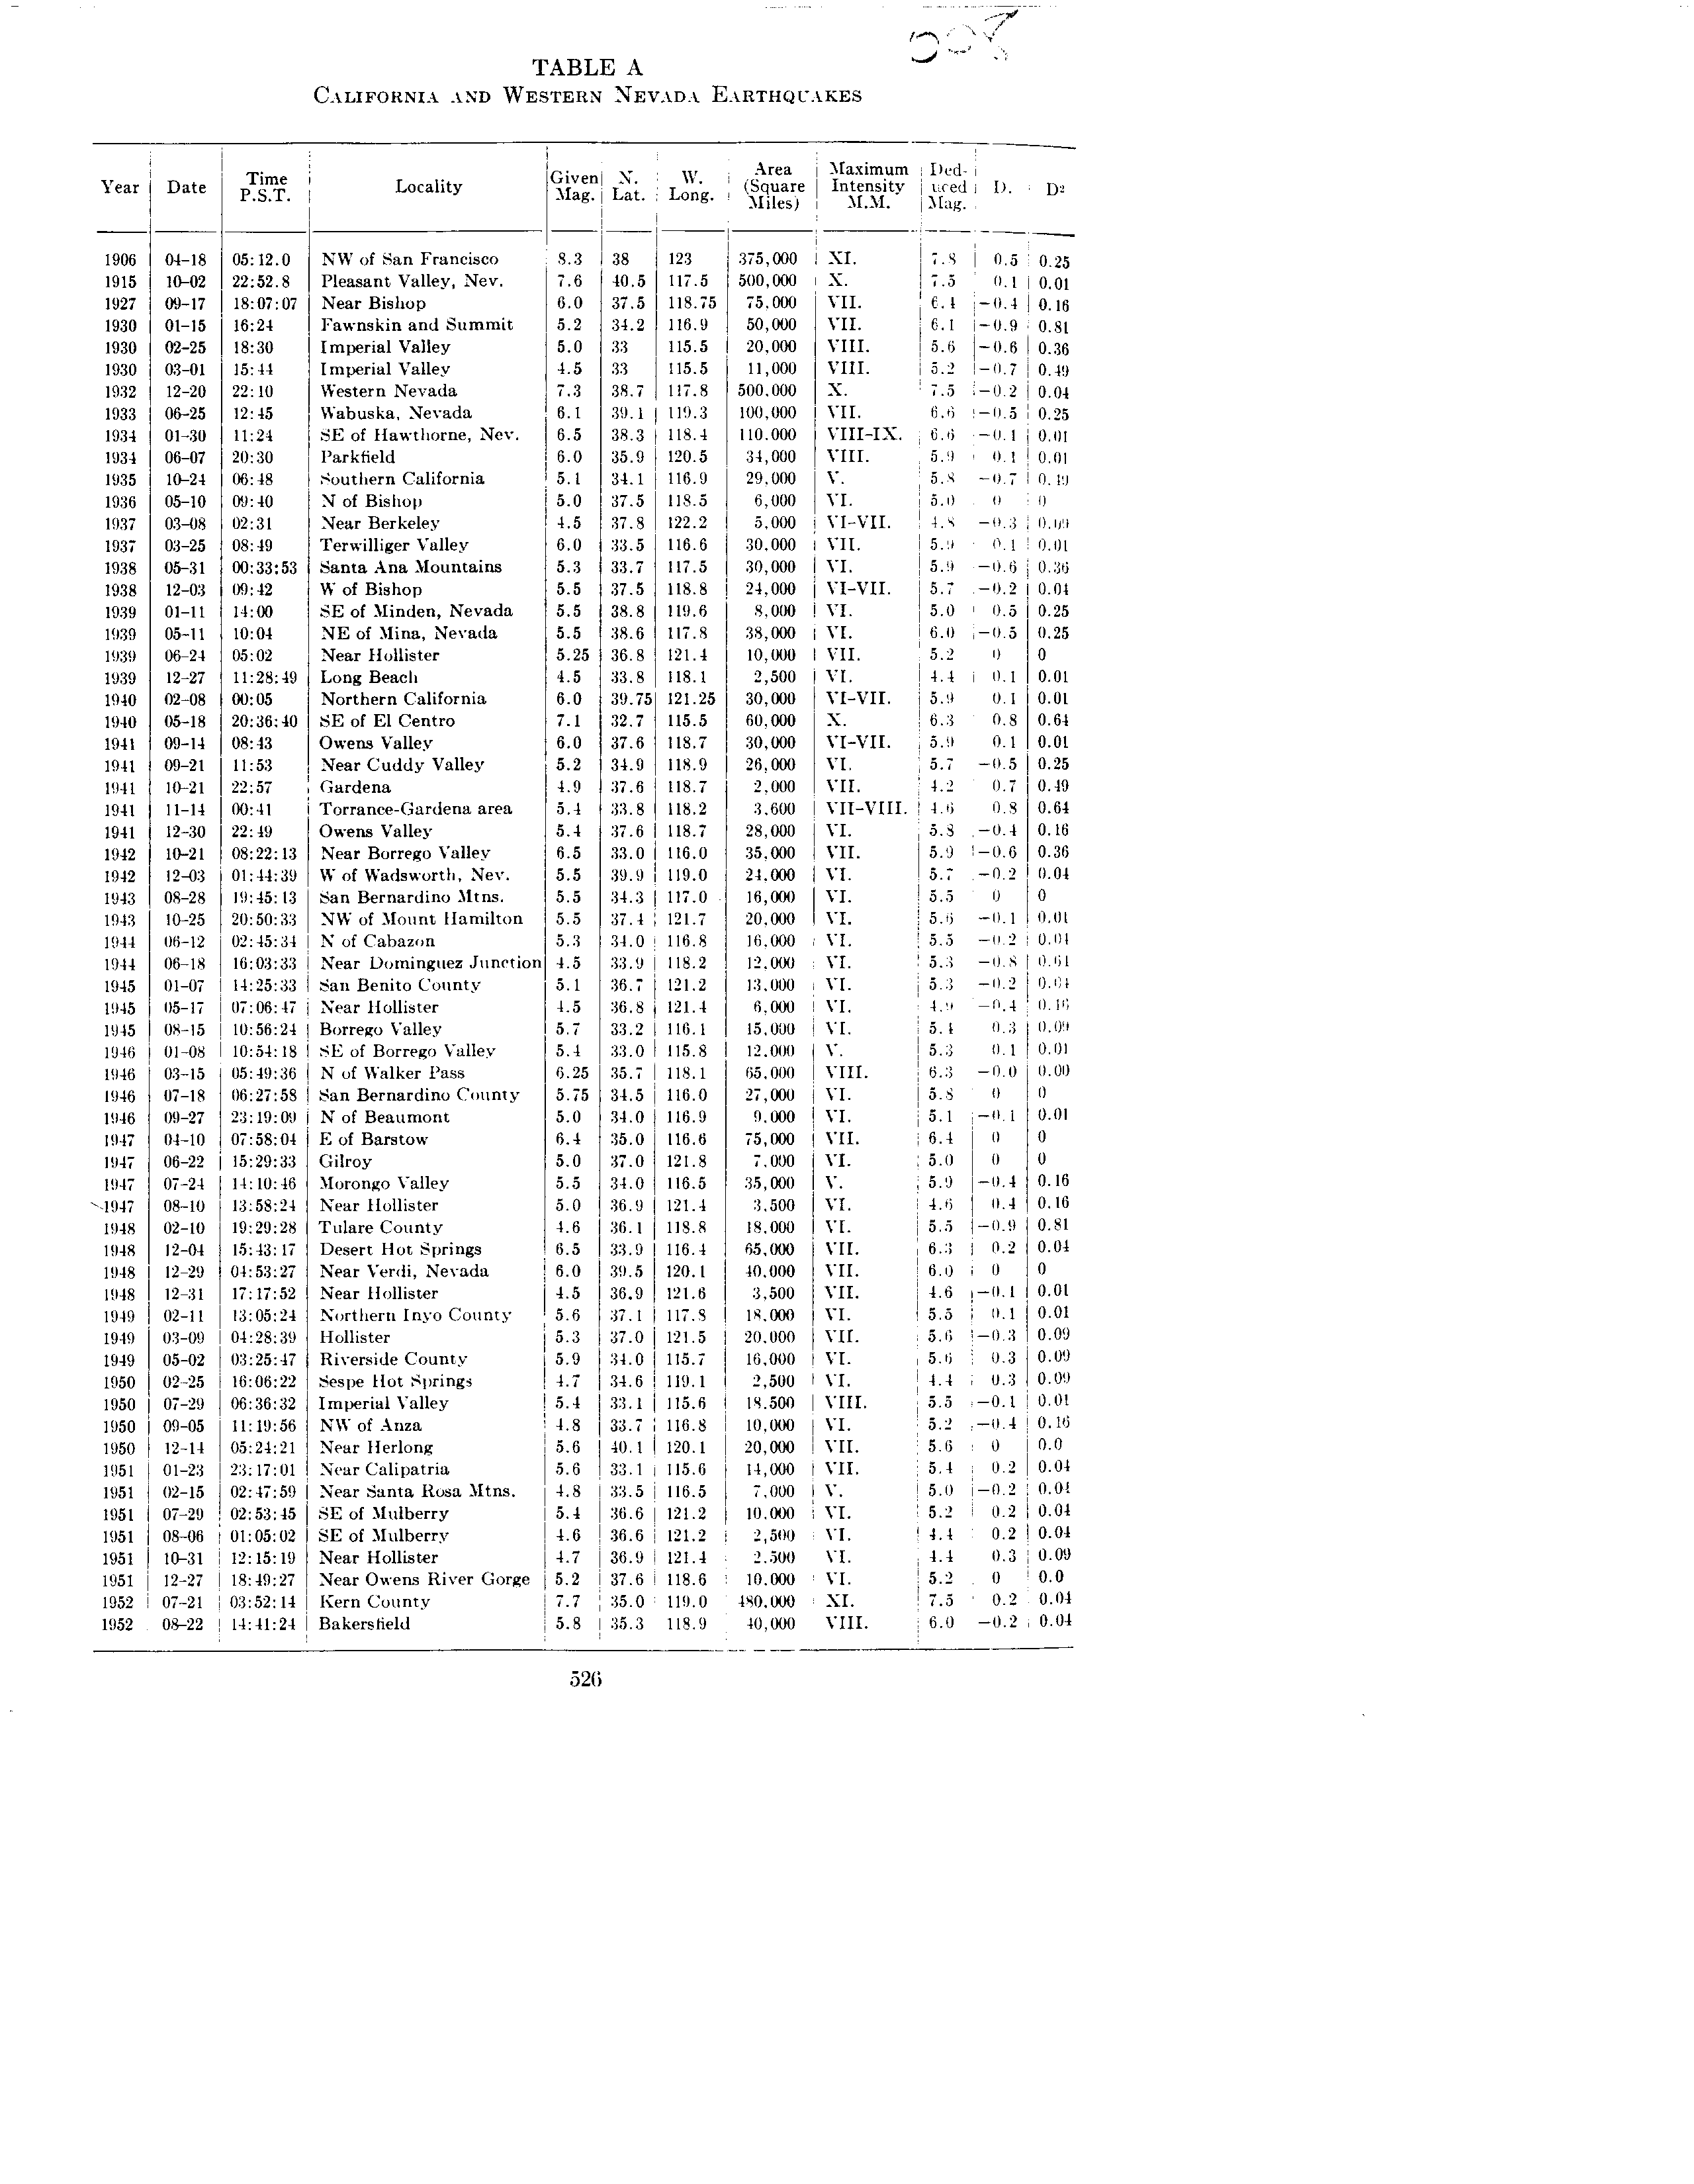 TABLE A
CALIFORNIA AND WESTERN NEVADA EARTHQUAKES
Year Date Time P.S.T. Locality Given Mag. N. Lat. W. Long. Area (Square Miles) Maximum Intensity M.M. Deduced Mag. D. D²
1906 04-18 05:12.0 NW of San Francisco 8.3 38 123 375,000 XI. 7.8 0.5 0.25
1915 10-02 22:52.8 Pleasant Valley, Nev. 7.6 40.5 117.5 500,000 X. 7.5 0.1 0.01
1927 09-17 18:07:07 Near Bishop 6.0 37.5 118.75 75,000 VII. 6.4 -0.4 0.16
1930 01-15 16:24 Fawnskin and Summit 5.2 34.2 116.9 50,000 VII. 6.1 -0.9 0.81
1930 02-25 18:30 Imperial Valley 5.0 33 115.5 20,000 VIII. 5.6 -0.6 0.36
1930 03-01 15:44 Imperial Valley 4.5 33 115.5 11,000 VIII. 5.2 -0.7 0.49
1932 12-20 22:10 Western Nevada 7.3 38.7 117.8 500,000 X. 7.5 -0.2 0.04
1933 06-25 12:45 Wabuska, Nevada 6.1 39.1 119.3 100,000 VII. 6.6 -0.5 0.25
1934 01-30 11:24 SE of Hawthorne, Nev. 6.5 38.3 118.4 110,000 VIII-IX. 6.6 -0.1 0.01
1934 06-07 20:30 Parkfield 6.0 35.9 120.5 34,000 VIII. 5.9 0.1 0.01
1935 10-24 06:48 Southern California 5.1 34.1 116.9 29,000 V. 5.8 -0.7 0.49
1936 05-10 09:40 N of Bishop 5.0 37.5 118.5 6,000 VI. 5.0 0 0
1937 03-08 02:31 Near Berkeley 4.5 37.8 122.2 5,000 VI-VII. 4.8 -0.3 0.09
1937 03-25 08:49 Terwilliger Valley 6.0 33.5 116.6 30,000 VII. 5.9 0.1 0.01
1938 05-31 00:33:53 Santa Ana Mountains 5.3 33.7 117.5 30,000 VI. 5.9 -0.6 0.36
1938 12-03 09:42 W of Bishop 5.5 37.5 118.8 24,000 VI-VII. 5.7 -0.2 0.04
1939 01-11 14:00 SE of Minden, Nevada 5.5 38.8 119.6 8,000 VI. 5.0 0.5 0.25
1939 05-11 10:04 NE of Mina, Nevada 5.5 38.6 117.8 38,000 VI. 6.0 -0.5 0.25
1939 06-24 05:02 Near Hollister 5.25 36.8 121.4 10,000 VII. 5.2 0 0
1939 12-27 11:28:49 Long Beach 4.5 33.8 118.1 2,500 VI. 4.4 0.1 0.01
1940 02-08 00:05 Northern California 6.0 39.75 121.25 30,000 VI-VII. 5.9 0.1 0.01
1940 05-18 20:36:40 SE of El Centro 7.1 32.7 115.5 60,000 X. 6.3 0.8 0.64
1941 09-14 08:43 Owens Valley 6.0 37.6 118.7 30,000 VI-VII. 5.9 0.1 0.01
1941 09-21 11:53 Near Cuddy Valley 5.2 34.9 118.9 26,000 VI. 5.7 -0.5 0.25
1941 10-21 22:57 Gardena 4.9 37.6 118.7 2,000 VII. 4.2 0.7 0.49
1941 11-14 00:41 Torrance-Gardena area 5.4 33.8 118.2 3,600 VII-VIII. 4.6 0.8 0.64
1941 12-30 22:49 Owens Valley 5.4 37.6 118.7 28,000 VI. 5.8 -0.4 0.16
1942 10-21 08:22:13 Near Borrego Valley 6.5 33.0 116.0 35,000 VII. 5.9 -0.6 0.36
1942 12-03 01:44:39 W of Wadsworth, Nev. 5.5 39.9 119.0 24,000 VI. 5.7 -0.2 0.04
1943 08-28 19:45:13 San Bernardino Mtns. 5.5 34.3 117.0 16,000 VI. 5.5 0 0
1943 10-25 20:50:33 NW of Mount Hamilton 5.5 37.4 121.7 20,000 VI. 5.6 -0.1 0.01
1944 06-12 02:45:34 N of Cabazon 5.3 34.0 116.8 16,000 VI. 5.5 -0.2 0.04
1944 06-18 16:03:33 Near Dominguez Junction 4.5 33.9 118.2 12,000 VI. 5.3 -0.8 0.64
1945 01-07 14:25:33 San Benito County 5.1 36.7 121.2 13,000 VI. 5.3 -0.2 0.04
1945 05-17 07:06:47 Near Hollister 4.5 36.8 121.4 6,000 VI. 4.9 -0.4 0.16
1945 08-15 10:56:24 Borrego Valley 5.7 33.2 116.1 15,000 VI. 5.4 0.3 0.09
1946 01-08 10:54:18 SE of Borrego Valley 5.4 33.0 115.8 12,000 V. 5.3 0.1 0.01
1946 03-15 05:49:36 N of Walker Pass 6.25 35.7 118.1 65,000 VIII. 6.3 -0.0 0.00
1946 07-18 06:27:58 San Bernardino County 5.75 34.5 116.0 27,000 VI. 5.8 0 0
1946 09-27 23:19:09 N of Beaumont 5.0 34.0 116.9 9,000 VI. 5.1 -0.1 0.01
1947 04-10 07:58:04 E of Barstow 6.4 35.0 116.6 75,000 VII. 6.4 0 0
1947 06-22 15:29:33 Gilroy 5.0 37.0 121.8 7,000 VI. 5.0 0 0
1947 07-24 14:10:46 Morongo Valley 5.5 34.0 116.5 35,000 V. 5.9 -0.4 0.16
1947 08-10 13:58:24 Near Hollister 5.0 36.9 121.4 3,500 VI. 4.6 0.4 0.16
1948 02-10 19:29:28 Tulare County 4.6 36.1 118.8 18,000 VI. 5.5 -0.9 0.81
1948 12-04 15:43:17 Desert Hot Springs 6.5 33.9 116.4 65,000 VII. 6.3 0.2 0.04
1948 12-29 04:53:27 Near Verdi, Nevada 6.0 39.5 120.1 40,000 VII. 6.0 0 0
1948 12-31 17:17:52 Near Hollister 4.5 36.9 121.6 3,500 VII. 4.6 -0.1 0.01
1949 02-11 13:05:24 Northern Inyo County 5.6 37.1 117.8 18,000 VI. 5.5 0.1 0.01
1949 03-09 04:28:39 Hollister 5.3 37.0 121.5 20,000 VII. 5.6 -0.3 0.09
1949 05-02 03:25:47 Riverside County 5.9 34.0 115.7 16,000 VI. 5.6 0.3 0.09
1950 02-25 16:06:22 Sespe Hot Springs 4.7 34.6 119.1 2,500 VI. 4.4 0.3 0.09
1950 07-29 06:36:32 Imperial Valley 5.4 33.1 115.6 18,500 VIII. 5.5 -0.1 0.01
1950 09-05 11:19:56 NW of Anza 4.8 33.7 116.8 10,000 VI. 5.2 -0.4 0.16
1950 12-14 05:24:21 Near Herlong 5.6 40.1 120.1 20,000 VII. 5.6 0 0.0
1951 01-23 23:17:01 Near Calipatria 5.6 33.1 115.6 14,000 VII. 5.4 0.2 0.04
1951 02-15 02:47:59 Near Santa Rosa Mtns. 4.8 33.5 116.5 7,000 V. 5.0 -0.2 0.04
1951 07-29 02:53:45 SE of Mulberry 5.4 36.6 121.2 10,000 VI. 5.2 0.2 0.04
1951 08-06 01:05:02 SE of Mulberry 4.6 36.6 121.2 2,500 VI. 4.4 0.2 0.04
1951 10-31 12:15:19 Near Hollister 4.7 36.9 121.4 2,500 VI. 4.4 0.3 0.09
1951 12-27 18:49:27 Near Owens River Gorge 5.2 37.6 118.6 10,000 VI. 5.2 0 0.0
1952 07-21 03:52:14 Kern County 7.7 35.0 119.0 480,000 XI. 7.5 0.2 0.04
1952 08-22 14:41:24 Bakersfield 5.8 35.3 118.9 40,000 VIII. 6.0 -0.2 0.04
526